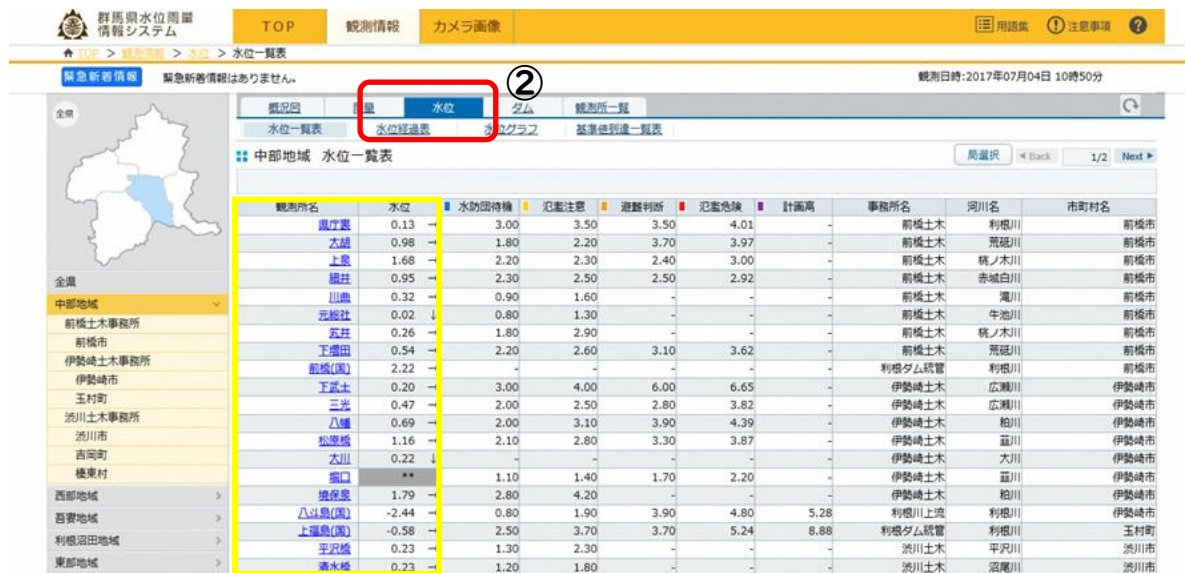 群馬県水位雨量
情報システム
TOP 観測情報 カメラ画像 用語集 注意事項 ?
TOP > 観測情報 > 水位 > 水位一覧表
緊急新着情報 緊急新着情報はありません。 観測日時:2017年07月04日 10時50分
②
全県 概況図 雨量 水位 ダム 観測所一覧
水位一覧表 水位経過表 水位グラフ 基準値到達一覧表
中部地域 水位一覧表 局選択 Back 1/2 Next
観測所名 水位 水防団待機 氾濫注意 避難判断 氾濫危険 計画高 事務所名 河川名 市町村名
県庁裏 0.13 → 3.00 3.50 3.50 4.01 - 前橋土木 利根川 前橋市
大胡 0.98 → 1.80 2.20 3.70 3.97 - 前橋土木 荒砥川 前橋市
上泉 1.68 → 2.20 2.30 2.40 3.00 - 前橋土木 桃ノ木川 前橋市
細井 0.95 → 2.30 2.50 2.50 2.92 - 前橋土木 赤城白川 前橋市
川曲 0.32 → 0.90 1.60 - - - 前橋土木 滝川 前橋市
元総社 0.02 ↓ 0.80 1.30 - - - 前橋土木 牛池川 前橋市
筑井 0.26 → 1.80 2.90 - - - 前橋土木 桃ノ木川 前橋市
下増田 0.54 → 2.20 2.60 3.10 3.62 - 前橋土木 荒砥川 前橋市
前橋(国) 2.22 → - - - - - 利根ダム統管 利根川 前橋市
下武士 0.20 → 3.00 4.00 6.00 6.65 - 伊勢崎土木 広瀬川 伊勢崎市
三光 0.47 → 2.00 2.50 2.80 3.82 - 伊勢崎土木 広瀬川 伊勢崎市
八幡 0.69 → 2.00 3.10 3.90 4.39 - 伊勢崎土木 粕川 伊勢崎市
松原橋 1.16 → 2.10 2.80 3.30 3.87 - 伊勢崎土木 韮川 伊勢崎市
大川 0.22 ↓ - - - - - 伊勢崎土木 大川 伊勢崎市
堀口 ** 1.10 1.40 1.70 2.20 - 伊勢崎土木 韮川 伊勢崎市
境保泉 1.79 → 2.80 4.20 - - - 伊勢崎土木 粕川 伊勢崎市
八斗島(国) -2.44 → 0.80 1.90 3.90 4.80 5.28 利根川上流 利根川 伊勢崎市
上福島(国) -0.58 → 2.50 3.70 3.70 5.24 8.88 利根ダム統管 利根川 玉村町
平沢橋 0.23 → 1.30 2.30 - - - 渋川土木 平沢川 渋川市
清水橋 0.23 → 1.20 1.80 - - - 渋川土木 沼尾川 渋川市
全県
中部地域
前橋土木事務所
前橋市
伊勢崎土木事務所
伊勢崎市
玉村町
渋川土木事務所
渋川市
吉岡町
榛東村
西部地域
吾妻地域
利根沼田地域
東部地域